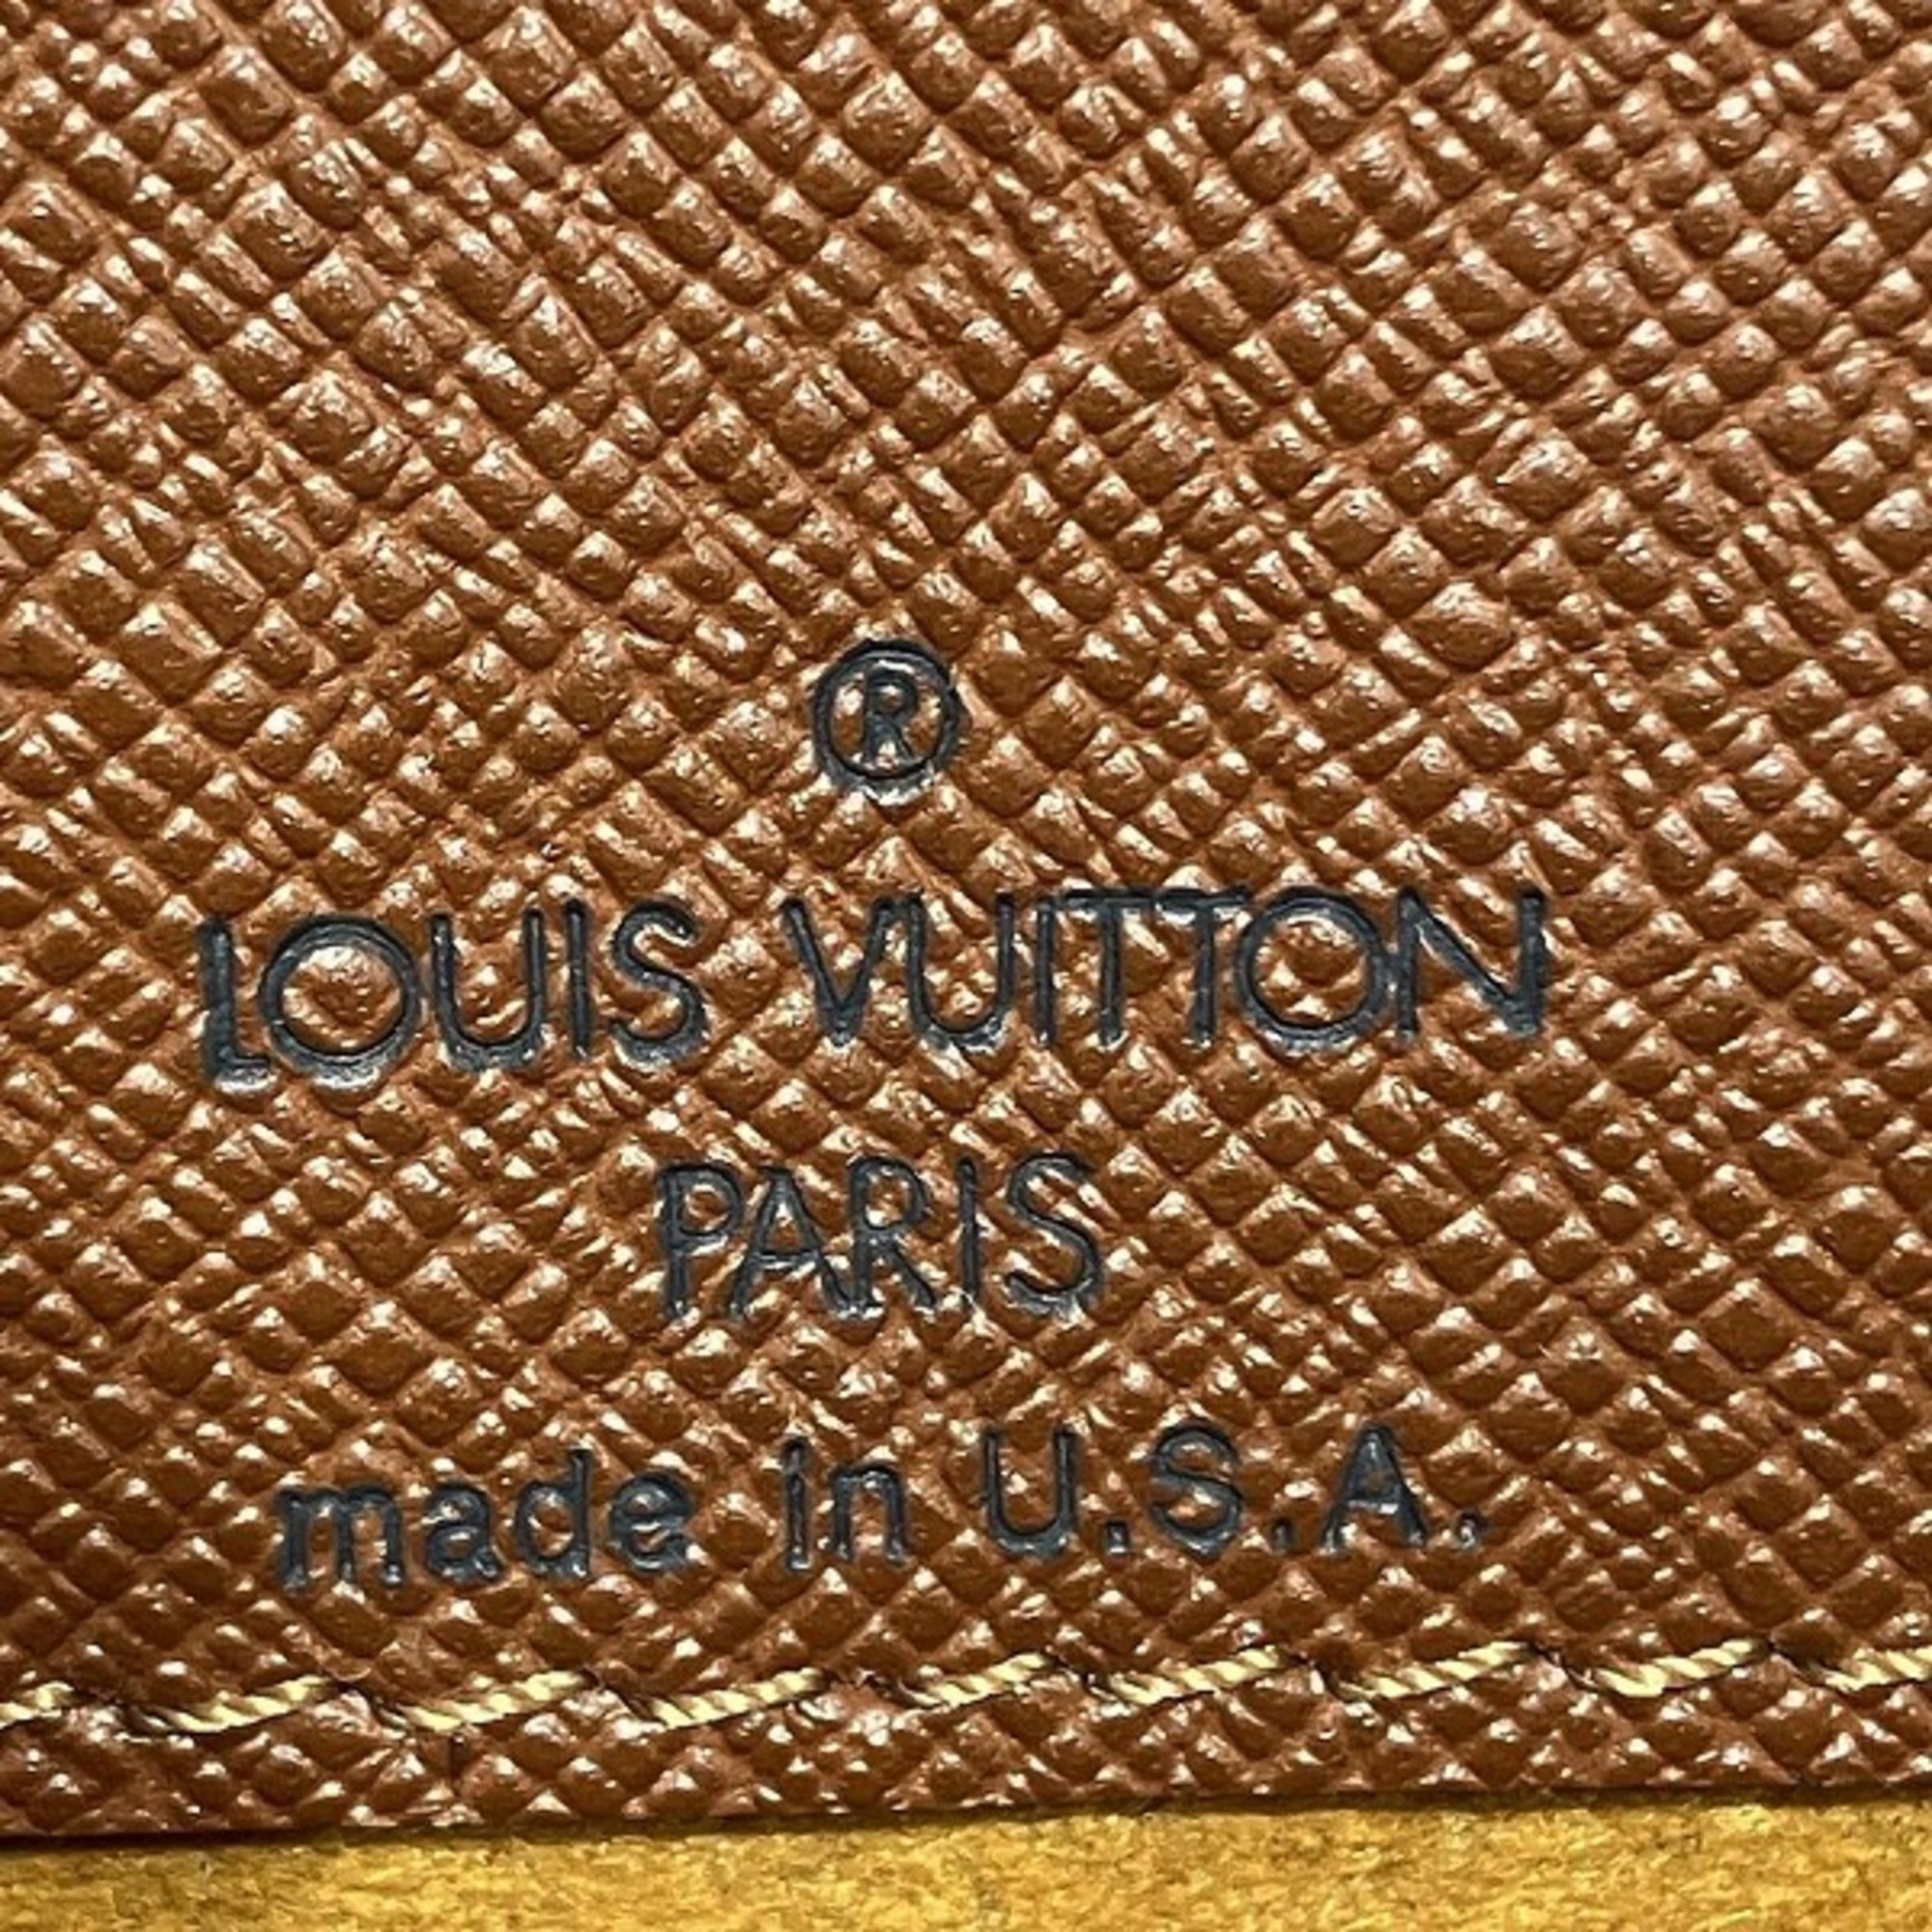 ®
LOUIS VUITTON
PARIS
made in U.S.A.